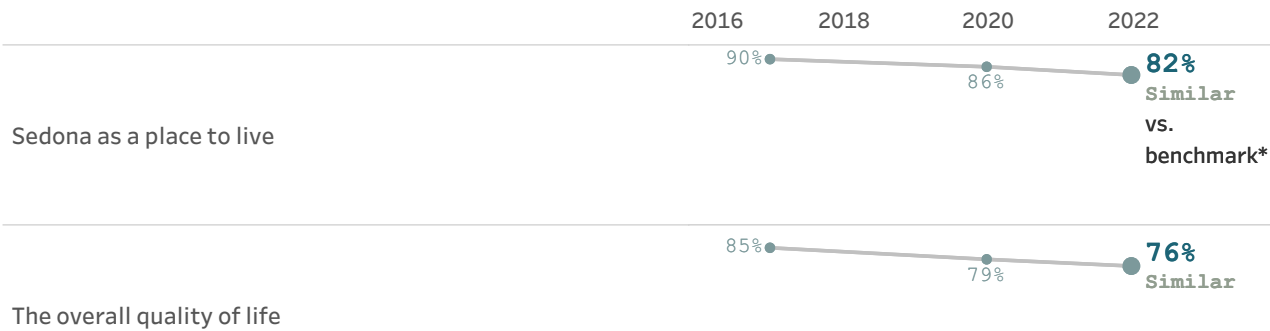 2016 2018 2020 2022
90% 86% 82%
Similar
vs.
benchmark*
Sedona as a place to live
85% 79% 76%
Similar
The overall quality of life